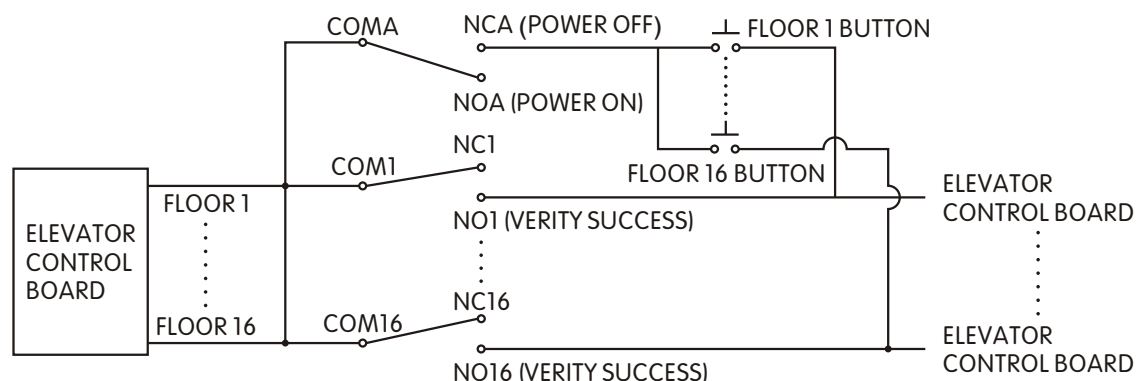 COMA
NCA (POWER OFF)
FLOOR 1 BUTTON
NOA (POWER ON)
NC1
COM1
FLOOR 16 BUTTON
FLOOR 1
NO1 (VERITY SUCCESS)
ELEVATOR
CONTROL BOARD
ELEVATOR
CONTROL
BOARD
NC16
FLOOR 16
COM16
NO16 (VERITY SUCCESS)
ELEVATOR
CONTROL BOARD